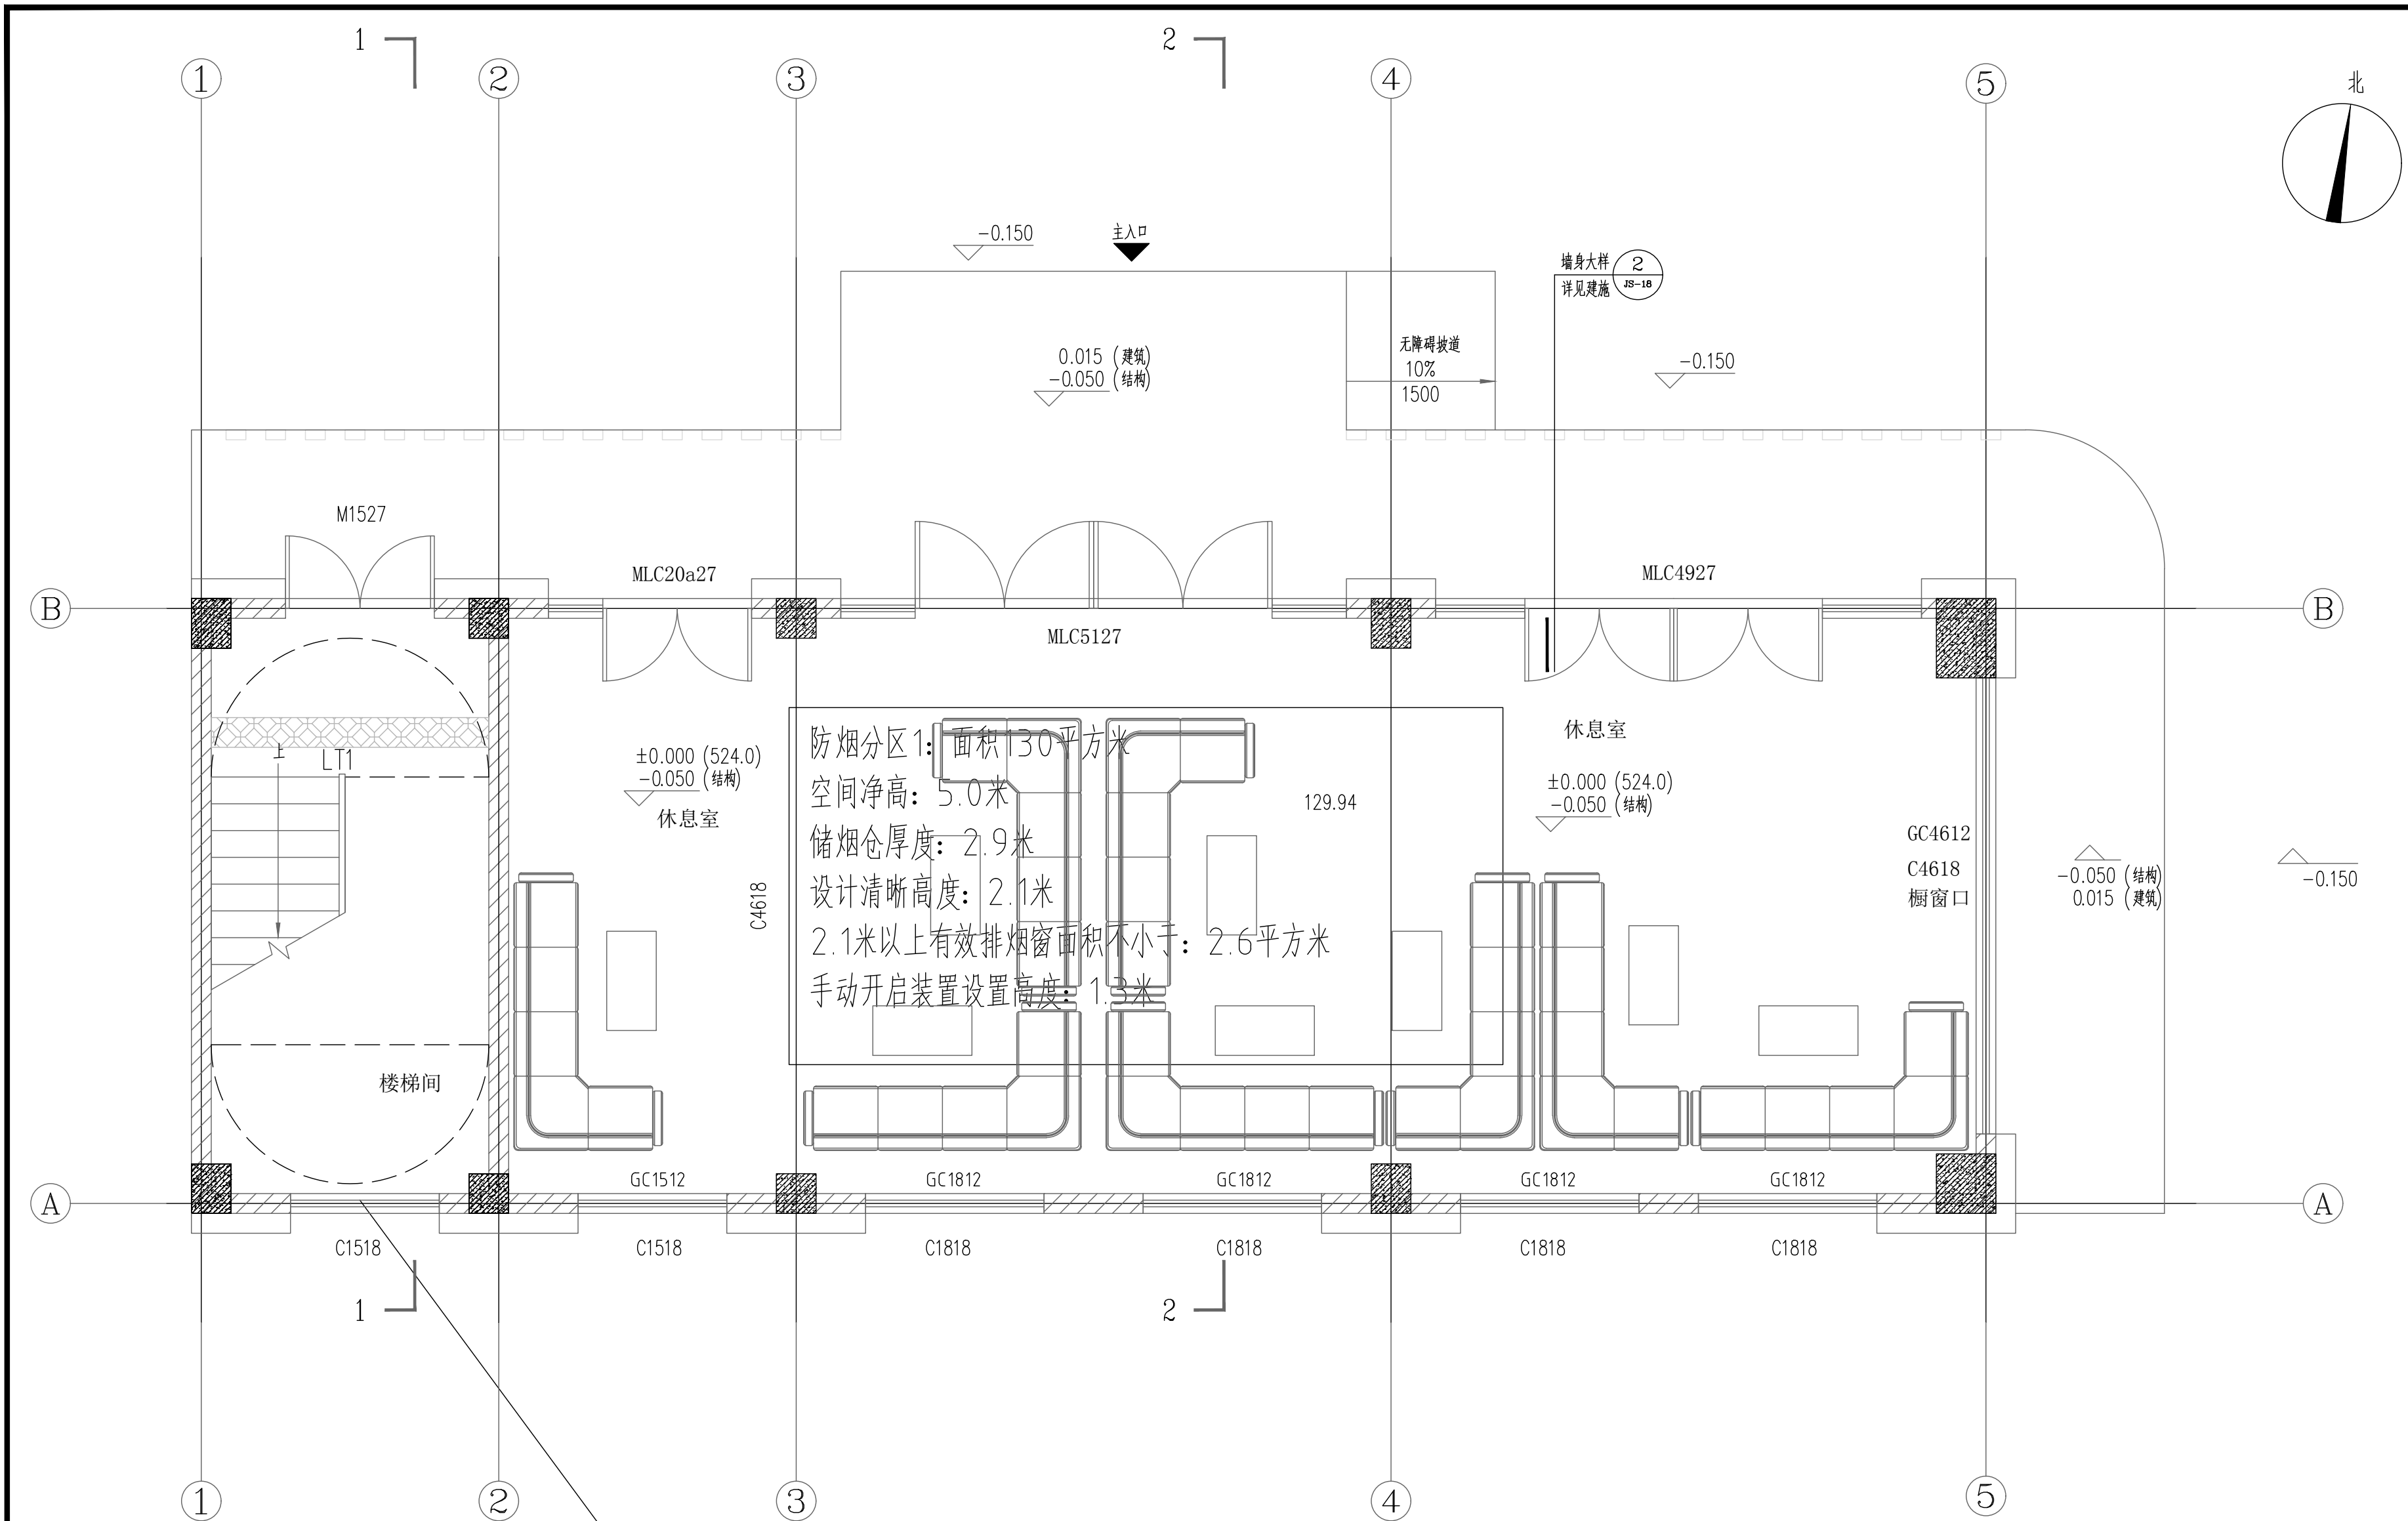 1
2
1
2
3
4
5
北
-0.150
主入口
墙身大样
2
JS-18
详见建施
0.015 (建筑)
-0.050 (结构)
无障碍坡道
10%
1500
-0.150
M1527
MLC20a27
MLC5127
MLC4927
B
B
上
LT1
±0.000 (524.0)
-0.050 (结构)
休息室
防烟分区1: 面积130平方米
空间净高: 5.0米
储烟仓厚度: 2.9米
设计清晰高度: 2.1米
2.1米以上有效排烟窗面积不小于: 2.6平方米
手动开启装置设置高度: 1.3米
129.94
休息室
±0.000 (524.0)
-0.050 (结构)
C4618
GC4612
C4618
橱窗口
-0.050 (结构)
0.015 (建筑)
-0.150
楼梯间
GC1512
GC1812
GC1812
GC1812
GC1812
A
A
C1518
C1518
C1818
C1818
C1818
C1818
1
2
1
2
3
4
5